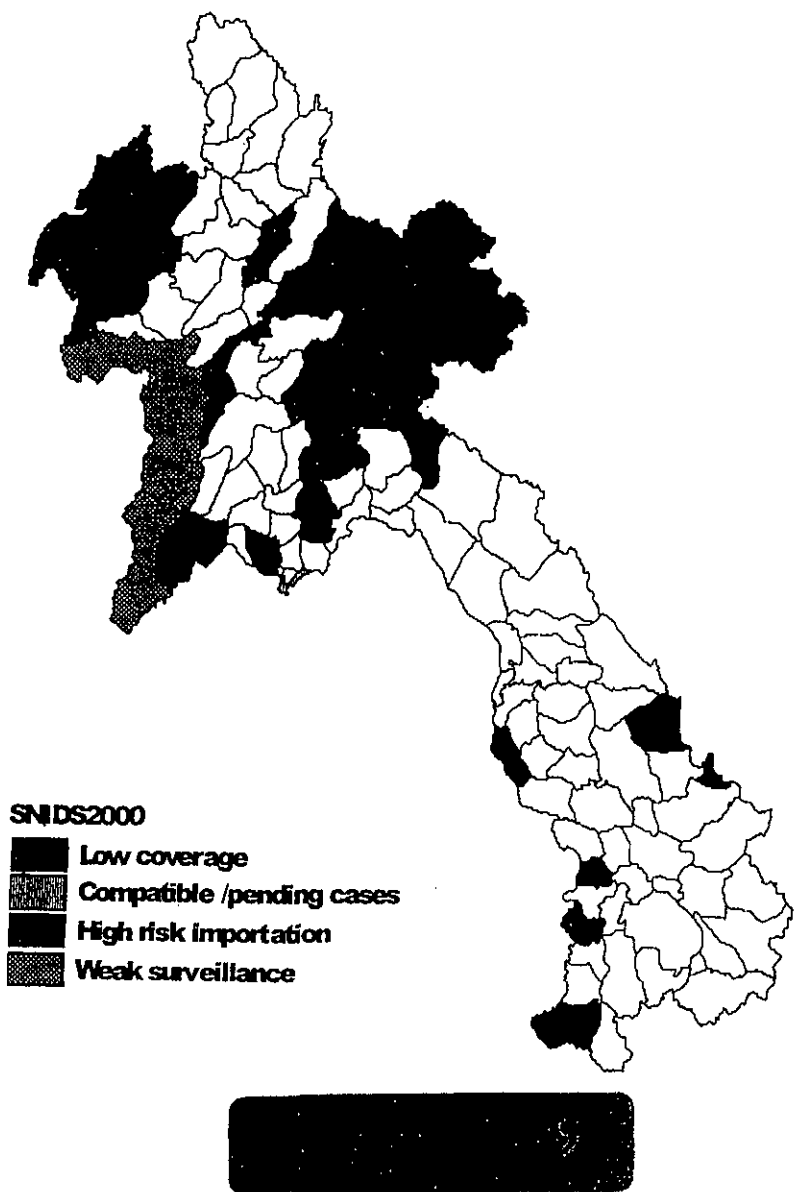 SNIDS2000
Low coverage
Compatible /pending cases
High risk importation
Weak surveillance